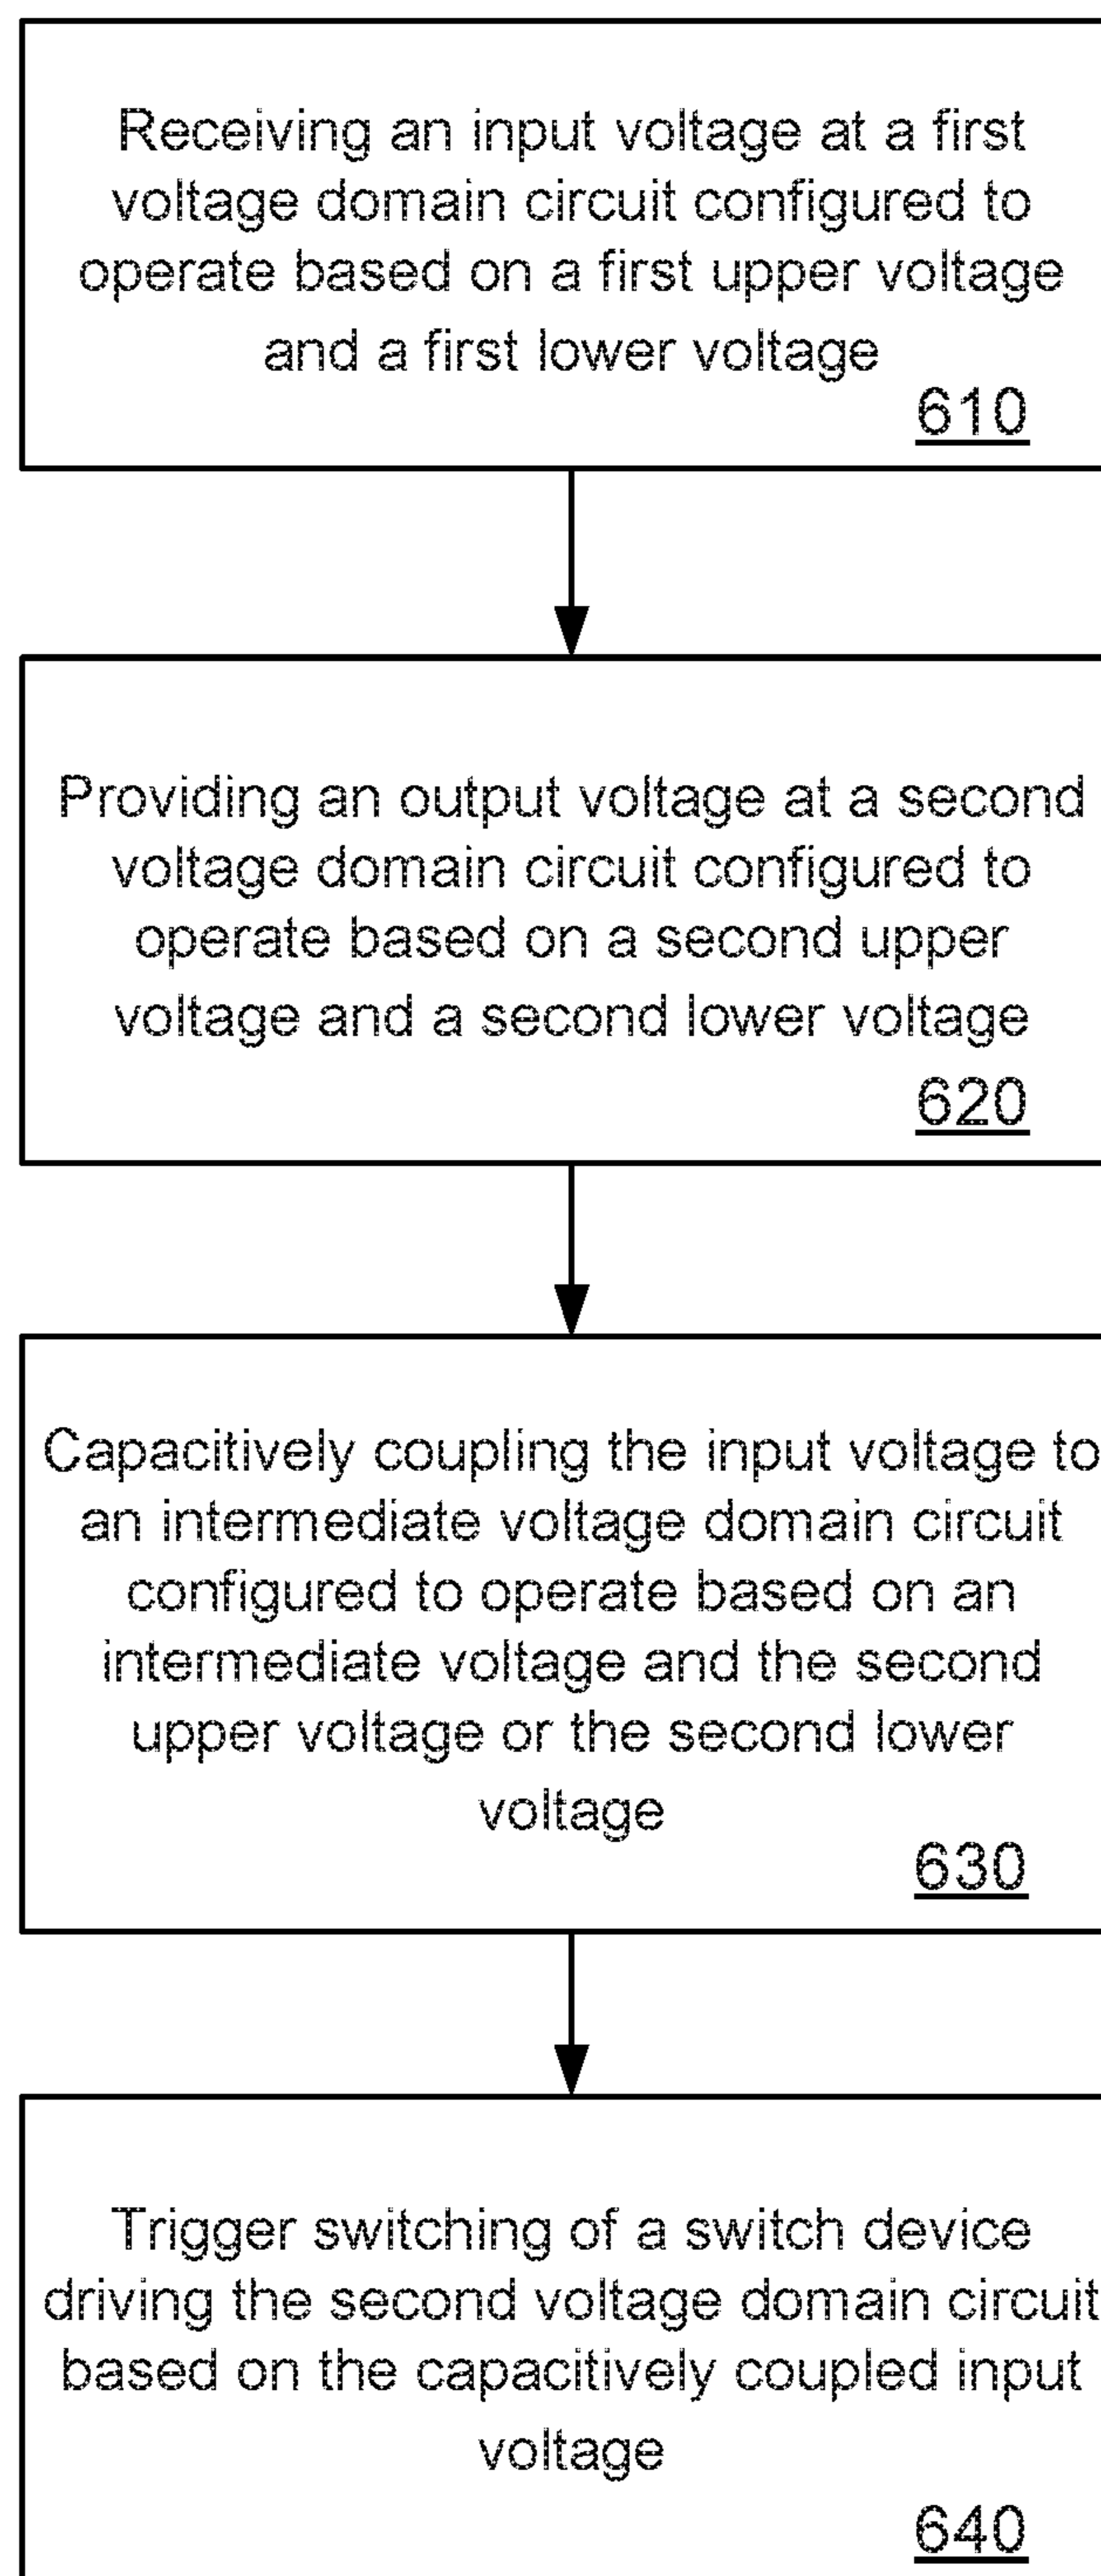 Receiving an input voltage at a first
voltage domain circuit configured to
operate based on a first upper voltage
and a first lower voltage
610
Providing an output voltage at a second
voltage domain circuit configured to
operate based on a second upper
voltage and a second lower voltage
620
Capacitively coupling the input voltage to
an intermediate voltage domain circuit
configured to operate based on an
intermediate voltage and the second
upper voltage or the second lower
voltage
630
Trigger switching of a switch device
driving the second voltage domain circuit
based on the capacitively coupled input
voltage
640